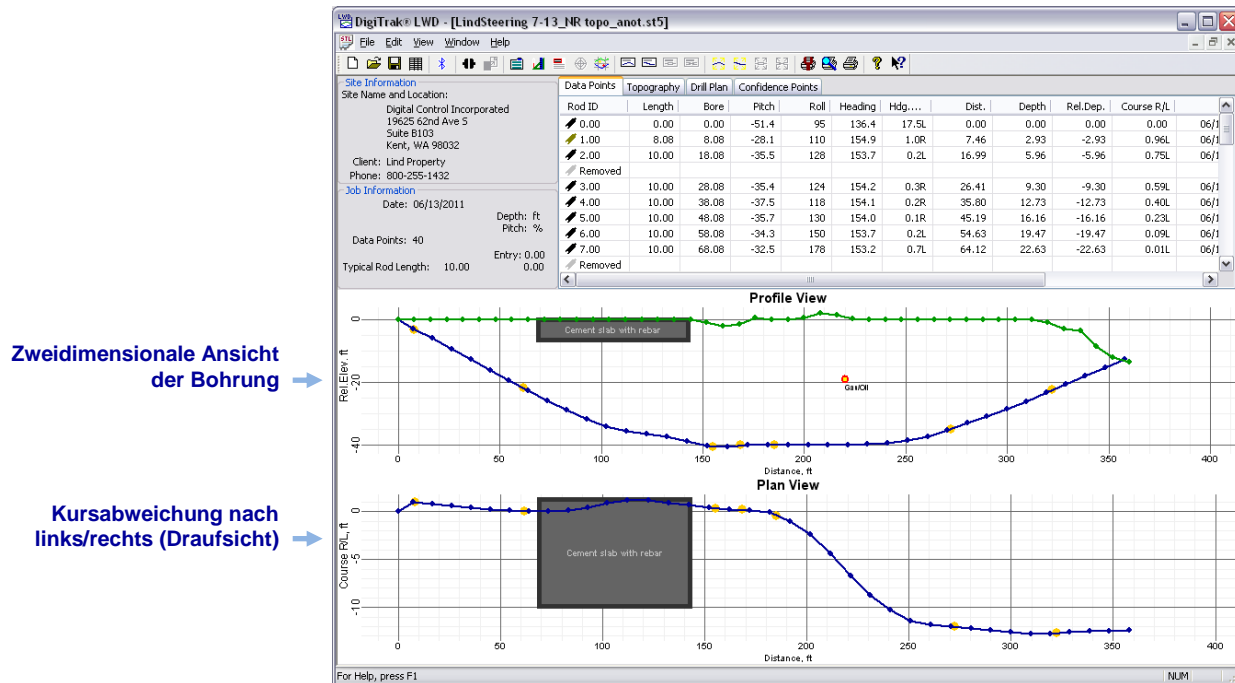 DigiTrak® LWD - [LindSteering 7-13_NR topo_anot.st5]
File Edit View Window Help
Site Information
Site Name and Location:
Digital Control Incorporated
19625 62nd Ave S
Suite B103
Kent, WA 98032
Client: Lind Property
Phone: 800-255-1432
Job Information
Date: 06/13/2011
Depth: ft
Pitch: %
Data Points: 40
Entry: 0.00
Typical Rod Length: 10.00 0.00
Data Points Topography Drill Plan Confidence Points
Rod ID Length Bore Pitch Roll Heading Hdg.... Dist. Depth Rel.Dep. Course R/L
0.00 0.00 0.00 -51.4 95 136.4 17.5L 0.00 0.00 0.00 0.00 06/1
1.00 8.08 8.08 -28.1 110 154.9 1.0R 7.46 2.93 -2.93 0.96L 06/1
2.00 10.00 18.08 -35.5 128 153.7 0.2L 16.99 5.96 -5.96 0.75L 06/1
Removed
3.00 10.00 28.08 -35.4 124 154.2 0.3R 26.41 9.30 -9.30 0.59L 06/1
4.00 10.00 38.08 -37.5 118 154.1 0.2R 35.80 12.73 -12.73 0.40L 06/1
5.00 10.00 48.08 -35.7 130 154.0 0.1R 45.19 16.16 -16.16 0.23L 06/1
6.00 10.00 58.08 -34.3 150 153.7 0.2L 54.63 19.47 -19.47 0.09L 06/1
7.00 10.00 68.08 -32.5 178 153.2 0.7L 64.12 22.63 -22.63 0.01L 06/1
Removed
Zweidimensionale Ansicht
der Bohrung
Profile View
Rel.Elev. ft
0
-20
-40
Cement slab with rebar
Gas/Oil
0 50 100 150 200 250 300 350 400
Distance, ft
Kursabweichung nach
links/rechts (Draufsicht)
Plan View
Course R/L, ft
0
-5
-10
Cement slab with rebar
0 50 100 150 200 250 300 350 400
Distance, ft
For Help, press F1
NUM